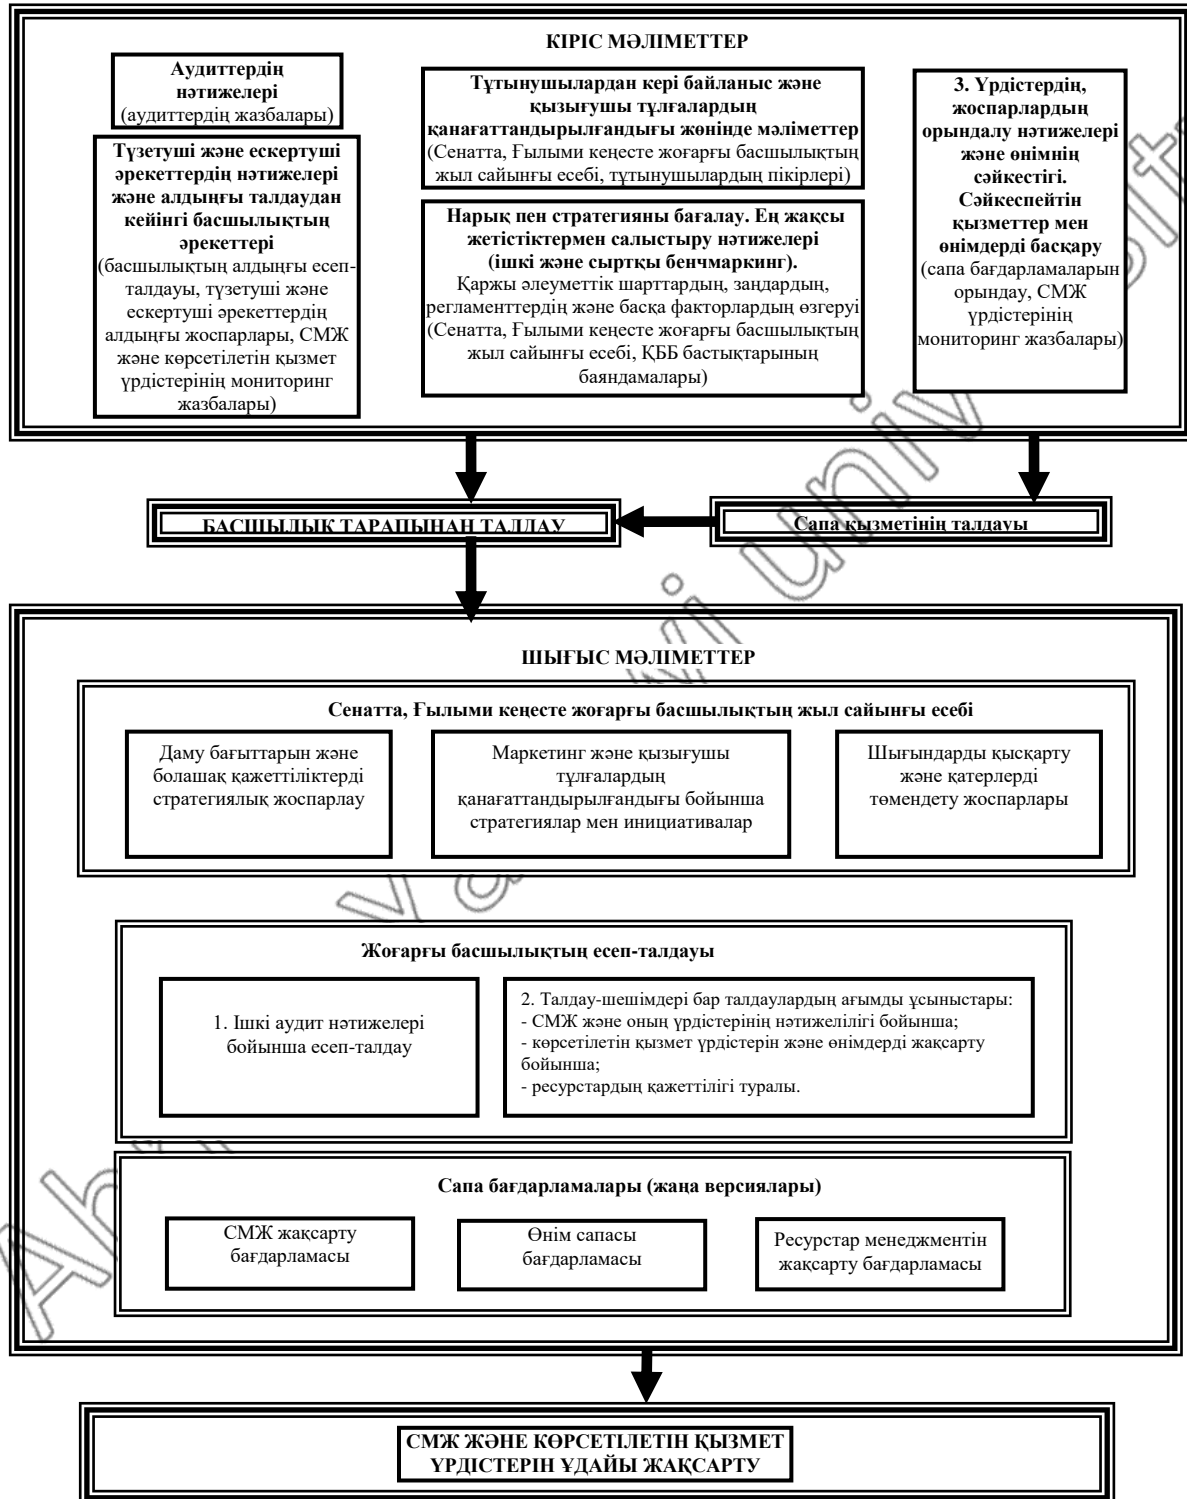 КІРІС МӘЛІМЕТТЕР
Аудиттердің
нәтижелері
(аудиттердің жазбалары)
Түзетуші және ескертуші
әрекеттердің нәтижелері
және алдыңғы талдаудан
кейінгі басшылықтың
әрекеттері
(басшылықтың алдыңғы есеп-
талдауы, түзетуші және
ескертуші әрекеттердің
алдыңғы жоспарлары, СМЖ
және көрсетілетін қызмет
үрдістерінің мониторинг
жазбалары)
Тұтынушылардан кері байланыс және
қызығушы тұлғалардың
қанағаттандырылғандығы жөнінде мәліметтер
(Сенатта, Ғылыми кеңесте жоғарғы басшылықтың
жыл сайынғы есебі, тұтынушылардың пікірлері)
Нарық пен стратегияны бағалау. Ең жақсы
жетістіктермен салыстыру нәтижелері
(ішкі және сыртқы бенчмаркинг).
Қаржы әлеуметтік шарттардың, заңдардың,
регламенттердің және басқа факторлардың өзгеруі
(Сенатта, Ғылыми кеңесте жоғарғы басшылықтың
жыл сайынғы есебі, ҚББ бастықтарының
баяндамалары)
3. Үрдістердің,
жоспарлардың
орындалу нәтижелері
және өнімнің
сәйкестігі.
Сәйкеспейтін
қызметтер мен
өнімдерді басқару
(сапа бағдарламаларын
орындау, СМЖ
үрдістерінің
мониторинг жазбалары)
БАСШЫЛЫҚ ТАРАПЫНАН ТАЛДАУ
Сапа қызметінің талдауы
ШЫҒЫС МӘЛІМЕТТЕР
Сенатта, Ғылыми кеңесте жоғарғы басшылықтың жыл сайынғы есебі
Даму бағыттарын және
болашақ қажеттіліктерді
стратегиялық жоспарлау
Маркетинг және қызығушы
тұлғалардың
қанағаттандырылғандығы бойынша
стратегиялар мен инициативалар
Шығындарды қысқарту
және қатерлерді
төмендету жоспарлары
Жоғарғы басшылықтың есеп-талдауы
1. Ішкі аудит нәтижелері
бойынша есеп-талдау
2. Талдау-шешімдері бар талдаулардың ағымды ұсыныстары:
- СМЖ және оның үрдістерінің нәтижелілігі бойынша;
- көрсетілетін қызмет үрдістерін және өнімдерді жақсарту
бойынша;
- ресурстардың қажеттілігі туралы.
Сапа бағдарламалары (жаңа версиялары)
СМЖ жақсарту
бағдарламасы
Өнім сапасы
бағдарламасы
Ресурстар менеджментін
жақсарту бағдарламасы
СМЖ ЖӘНЕ КӨРСЕТІЛЕТІН ҚЫЗМЕТ
ҮРДІСТЕРІН ҰДАЙЫ ЖАҚСАРТУ